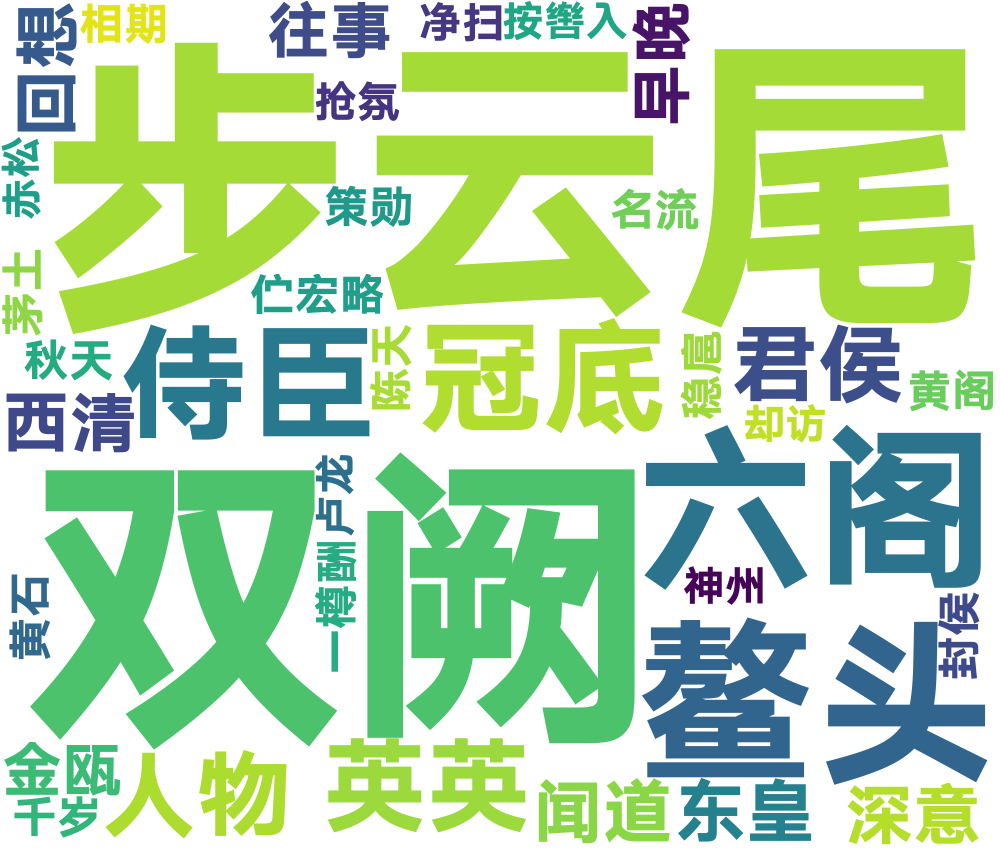 回想
相期
往事
净扫
按辔入
早晚
抢氛
步云尾
赤松
策勋
名流
茅土
伫宏略
秋天
侍臣
陈天
冠底
稳扈
君侯
黄阁
西清
却访
双阙
卢龙
六阁
一樽酬
神州
黄石
鳌头
封侯
金瓯
千岁
人物
英英
闻道
东皇
深意